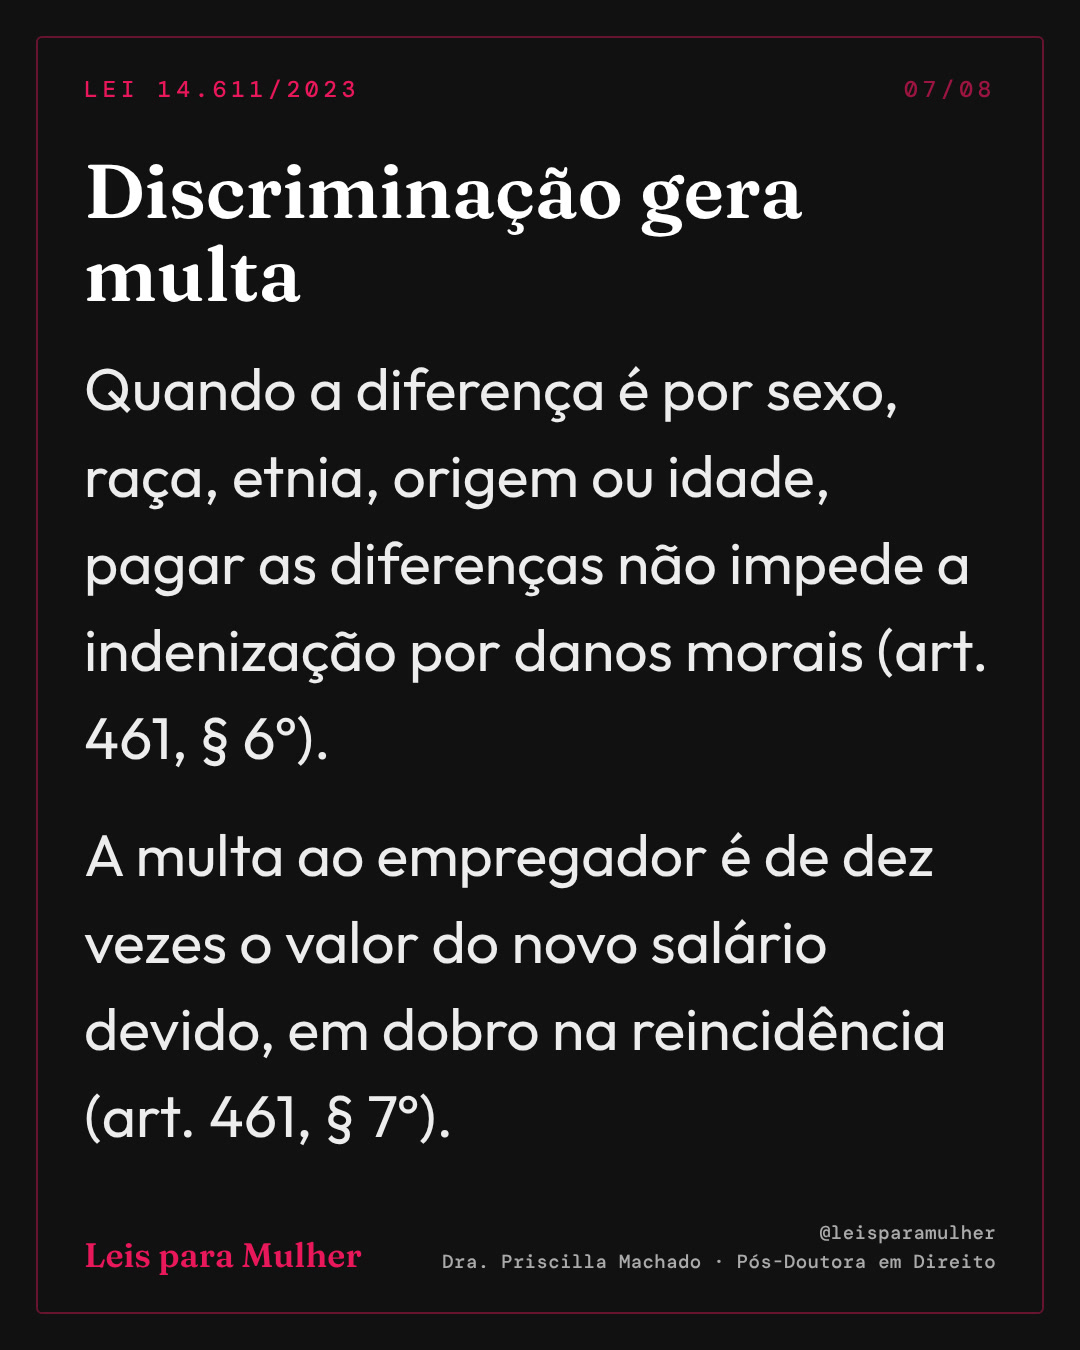 LEI 14.611/2023
07/08
Discriminação gera
multa
Quando a diferença é por sexo,
raça, etnia, origem ou idade,
pagar as diferenças não impede a
indenização por danos morais (art.
461, § 6º).
A multa ao empregador é de dez
vezes o valor do novo salário
devido, em dobro na reincidência
(art. 461, § 7º).
@leisparamulher
Leis para Mulher
Dra. Priscilla Machado · Pós-Doutora em Direito